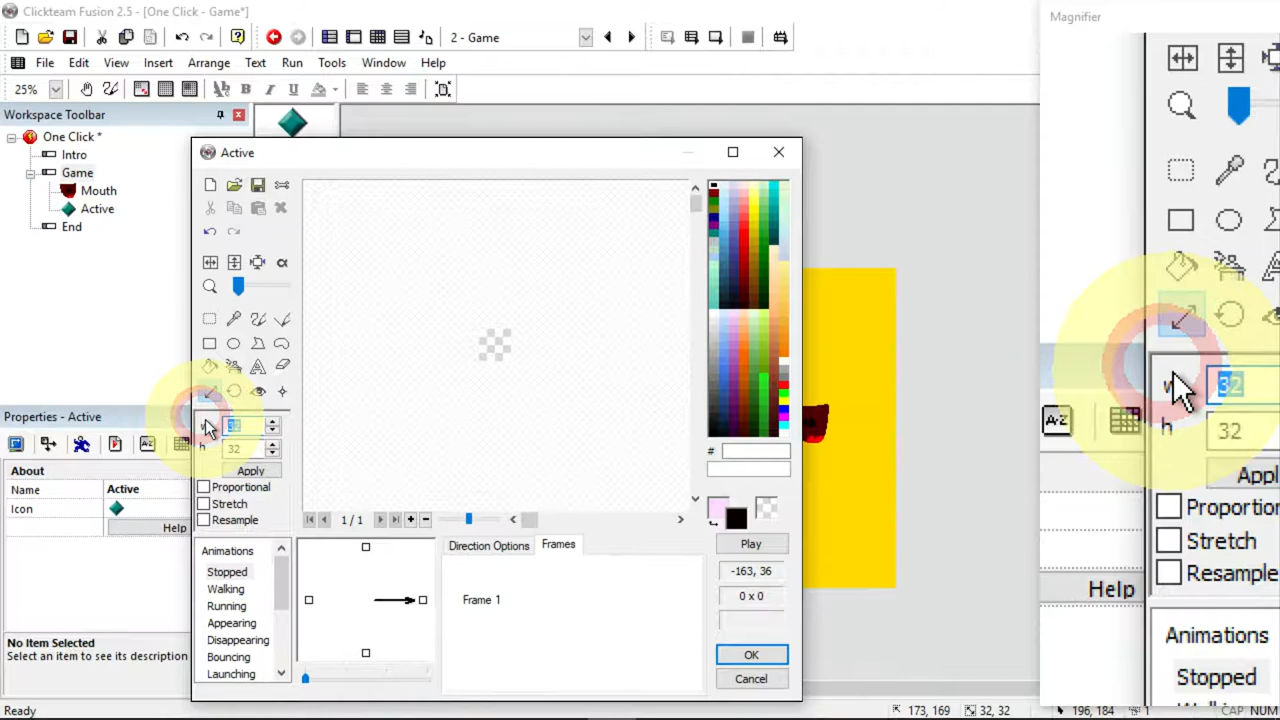 Clickteam Fusion 2.5 - [One Click - Game*]
Magnifier
2 - Game
File Edit View Insert Arrange Text Run Tools Window Help
25%
B I U
Workspace Toolbar
One Click *
Intro
Game
Mouth
Active
End
Active
#
w 32
h 32
Apply
Proportional
Stretch
Resample
1 / 1
Animations
Stopped
Walking
Running
Appearing
Disappearing
Bouncing
Launching
Direction Options Frames
Frame 1
Play
-163, 36
0 x 0
OK
Cancel
Properties - Active
About
Name Active
Icon
Help
No Item Selected
Select an item to see its description
Ready
173, 169 32, 32 196, 184 1 CAP NUM
32
h 32
Appl
Proportion
Stretch
Resample
A-Z
Help
Animations
Stopped